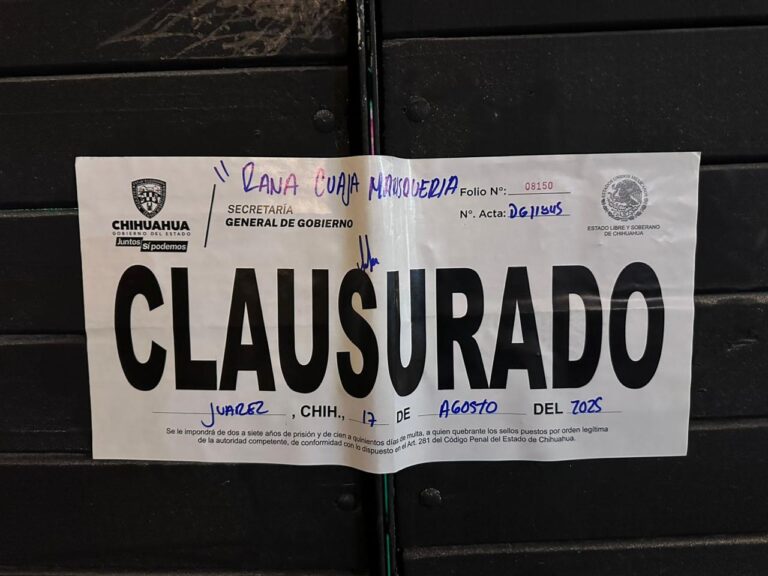 "RANA CUAJA MARISQUERIA
Folio N°: 08150
CHIHUAHUA
GOBIERNO DEL ESTADO
Juntos Sí podemos
SECRETARÍA
GENERAL DE GOBIERNO
N°. Acta:
ESTADO LIBRE Y SOBERANO
DE CHIHUAHUA
CLAUSURADO
JUAREZ, CHIH., 17 DE AGOSTO DEL 2025
Se le impondrá de dos a siete años de prisión y de cien a quinientos días de multa, a quien quebrante los sellos puestos por orden legítima
de la autoridad competente, de conformidad con lo dispuesto en el Art. 281 del Código Penal del Estado de Chihuahua.